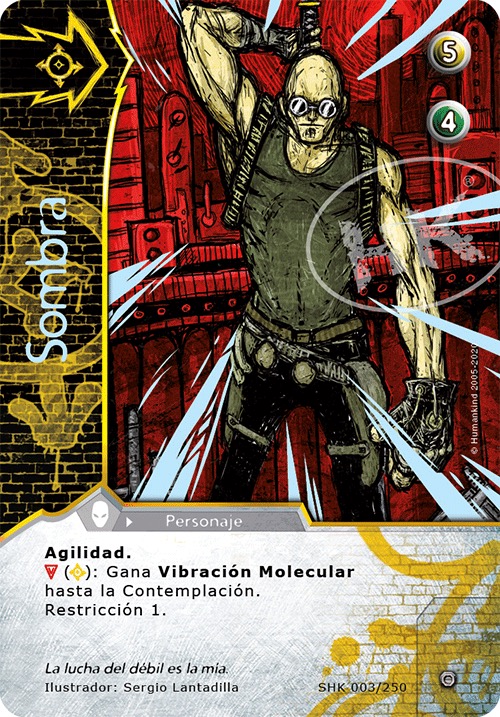 5
4
Sombra
HK®
© Humankind 2005-2020
Personaje
Agilidad.
( ): Gana Vibración Molecular
hasta la Contemplación.
Restricción 1.
La lucha del débil es la mía.
Ilustrador: Sergio Lantadilla
SHK 003/250
C